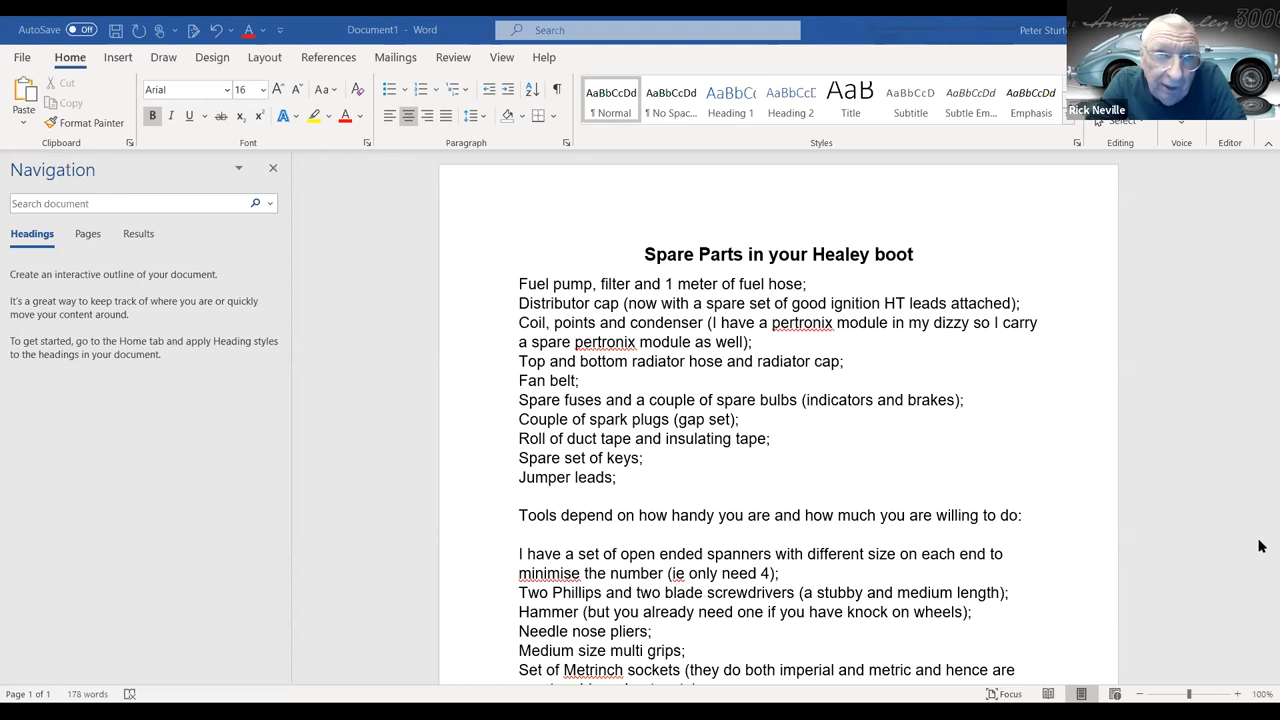 Austin Healey 3000
AutoSave Off
Document1 - Word
Search
Peter Sturt
File Home Insert Draw Design Layout References Mailings Review View Help
Paste
Cut
Copy
Format Painter
Clipboard
Arial
16
Font
Paragraph
AaBbCcDd AaBbCcDd AaBbCc AaBbCcDd AaB AaBbCcD AaBbCcDd AaBbCcDd
¶ Normal ¶ No Spac... Heading 1 Heading 2 Title Subtitle Subtle Em... Emphasis
Styles
Select
Editing
Voice
Editor
Rick Neville
Navigation
Search document
Headings Pages Results
Create an interactive outline of your document.
It's a great way to keep track of where you are or quickly
move your content around.
To get started, go to the Home tab and apply Heading styles
to the headings in your document.
Spare Parts in your Healey boot
Fuel pump, filter and 1 meter of fuel hose;
Distributor cap (now with a spare set of good ignition HT leads attached);
Coil, points and condenser (I have a pertronix module in my dizzy so I carry
a spare pertronix module as well);
Top and bottom radiator hose and radiator cap;
Fan belt;
Spare fuses and a couple of spare bulbs (indicators and brakes);
Couple of spark plugs (gap set);
Roll of duct tape and insulating tape;
Spare set of keys;
Jumper leads;
Tools depend on how handy you are and how much you are willing to do:
I have a set of open ended spanners with different size on each end to
minimise the number (ie only need 4);
Two Phillips and two blade screwdrivers (a stubby and medium length);
Hammer (but you already need one if you have knock on wheels);
Needle nose pliers;
Medium size multi grips;
Set of Metrinch sockets (they do both imperial and metric and hence are
Page 1 of 1 178 words
Focus
100%